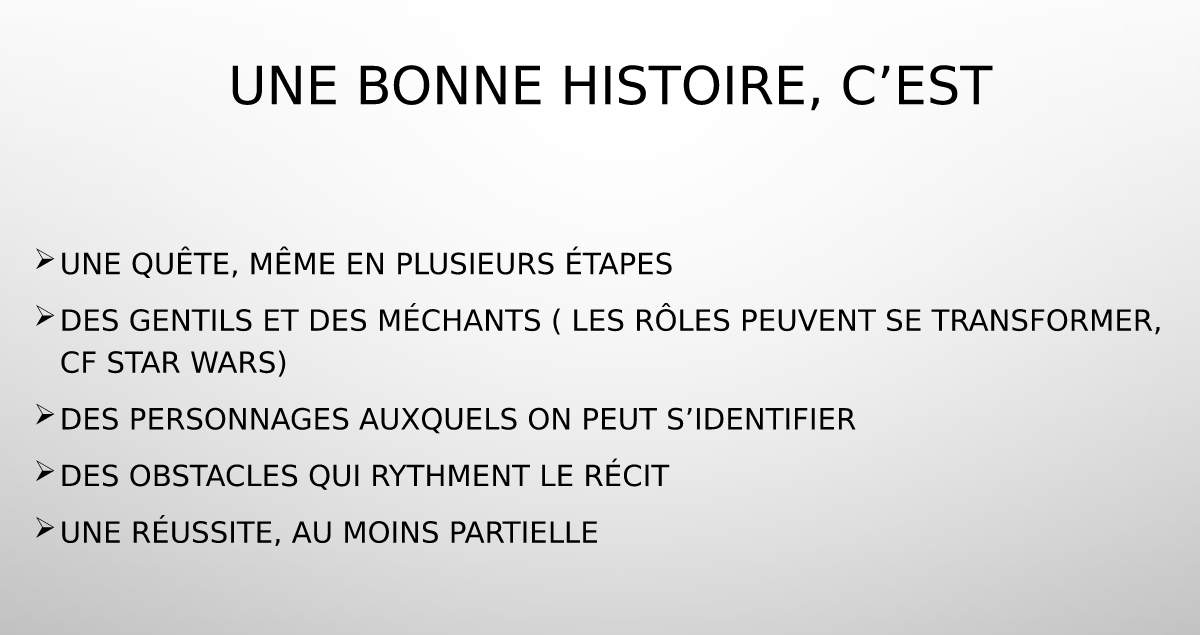 UNE BONNE HISTOIRE, C’EST
➢UNE QUÊTE, MÊME EN PLUSIEURS ÉTAPES
➢DES GENTILS ET DES MÉCHANTS ( LES RÔLES PEUVENT SE TRANSFORMER,
CF STAR WARS)
➢DES PERSONNAGES AUXQUELS ON PEUT S’IDENTIFIER
➢DES OBSTACLES QUI RYTHMENT LE RÉCIT
➢UNE RÉUSSITE, AU MOINS PARTIELLE